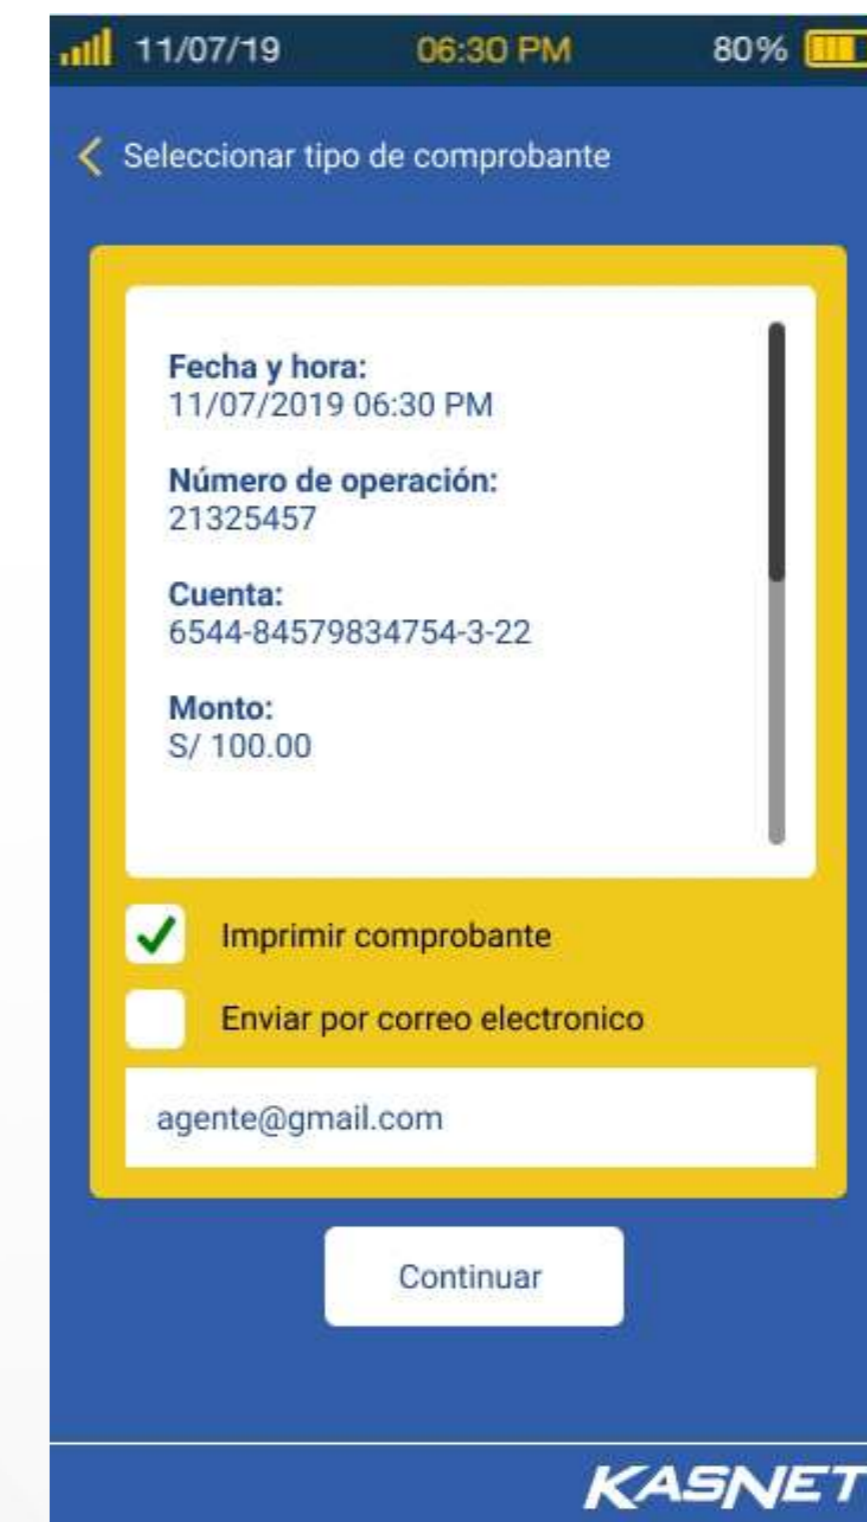 11/07/19 06:30 PM 80%
Seleccionar tipo de comprobante
Fecha y hora:
11/07/2019 06:30 PM
Número de operación:
21325457
Cuenta:
6544-84579834754-3-22
Monto:
S/ 100.00
Imprimir comprobante
Enviar por correo electronico
agente@gmail.com
Continuar
KASNET